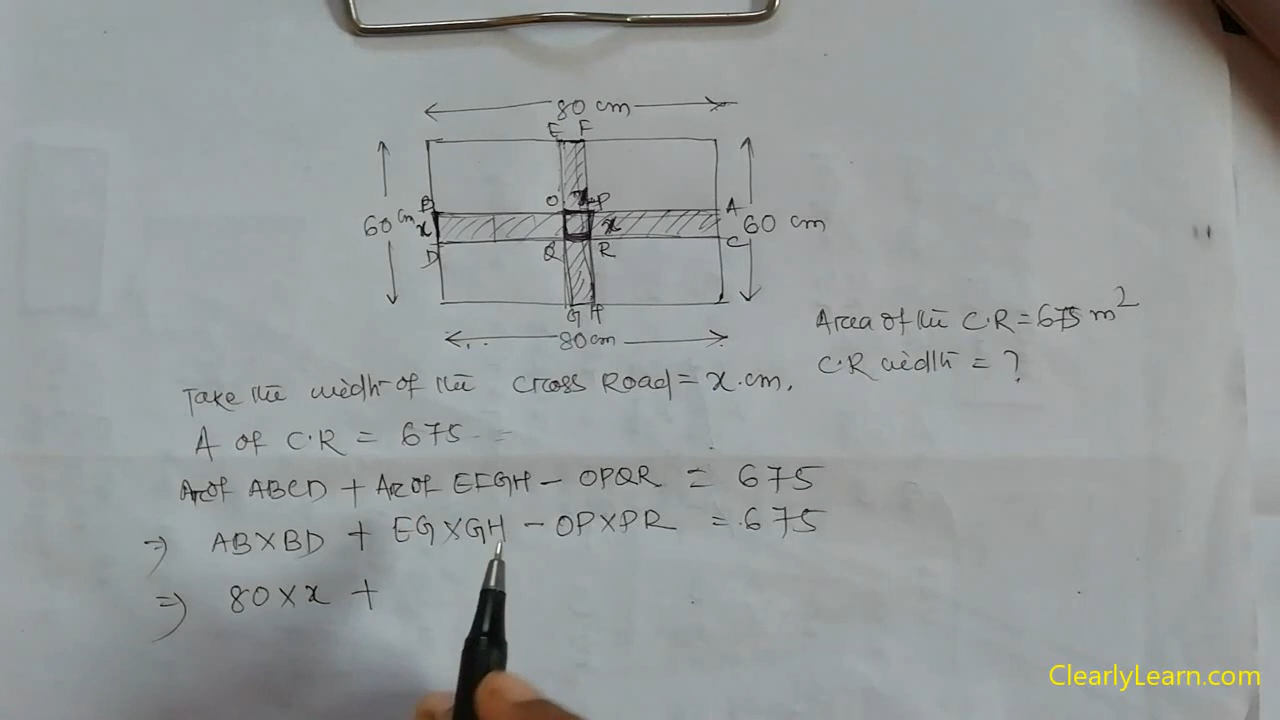 80 cm
E F
O x P
B A
60 cm x x 60 cm
D Q R C
G H
80 cm
Area of the C.R = 675 m²
C.R width = ?
Take the width of the Cross Road = x.cm.
A of C.R = 675 =
Ar of ABCD + Ar of EFGH - OPQR = 675
⇒ AB×BD + EG×GH - OP×PR = 675
⇒ 80×x +
ClearlyLearn.com